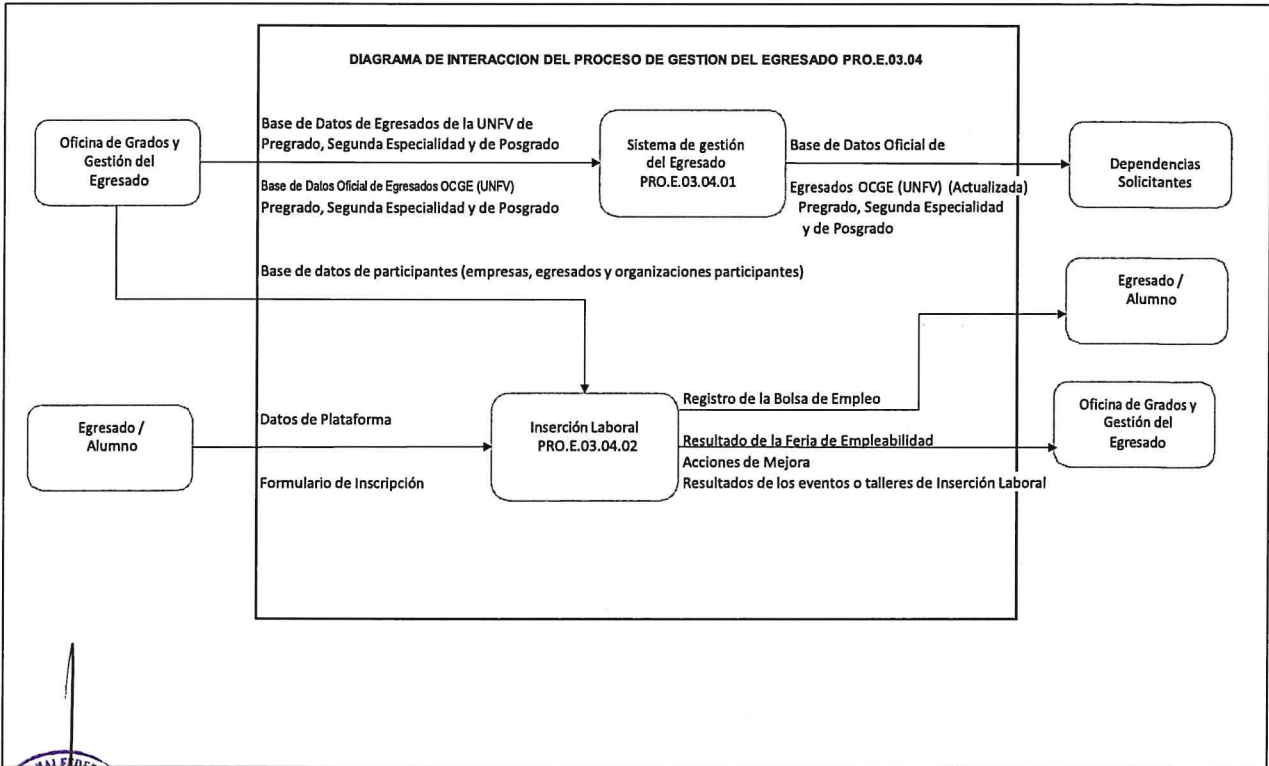 DIAGRAMA DE INTERACCION DEL PROCESO DE GESTION DEL EGRESADO PRO.E.03.04
Oficina de Grados y
Gestión del
Egresado
Base de Datos de Egresados de la UNFV de
Pregrado, Segunda Especialidad y de Posgrado
Base de Datos Oficial de Egresados OCGE (UNFV)
Pregrado, Segunda Especialidad y de Posgrado
Sistema de gestión
del Egresado
PRO.E.03.04.01
Base de Datos Oficial de
Egresados OCGE (UNFV) (Actualizada)
Pregrado, Segunda Especialidad
y de Posgrado
Dependencias
Solicitantes
Base de datos de participantes (empresas, egresados y organizaciones participantes)
Egresado /
Alumno
Egresado /
Alumno
Datos de Plataforma
Formulario de Inscripción
Inserción Laboral
PRO.E.03.04.02
Registro de la Bolsa de Empleo
Resultado de la Feria de Empleabilidad
Acciones de Mejora
Resultados de los eventos o talleres de Inserción Laboral
Oficina de Grados y
Gestión del
Egresado